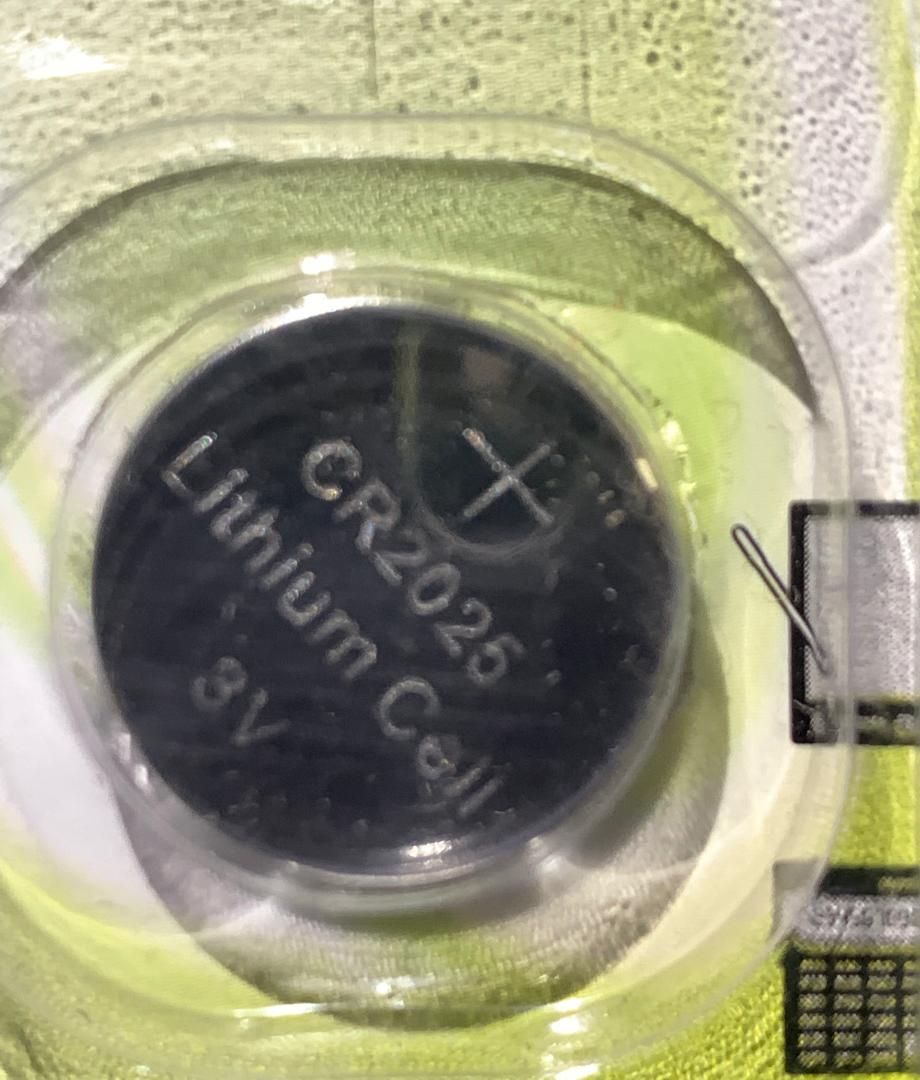 +
CR2025
Lithium Cell
3V